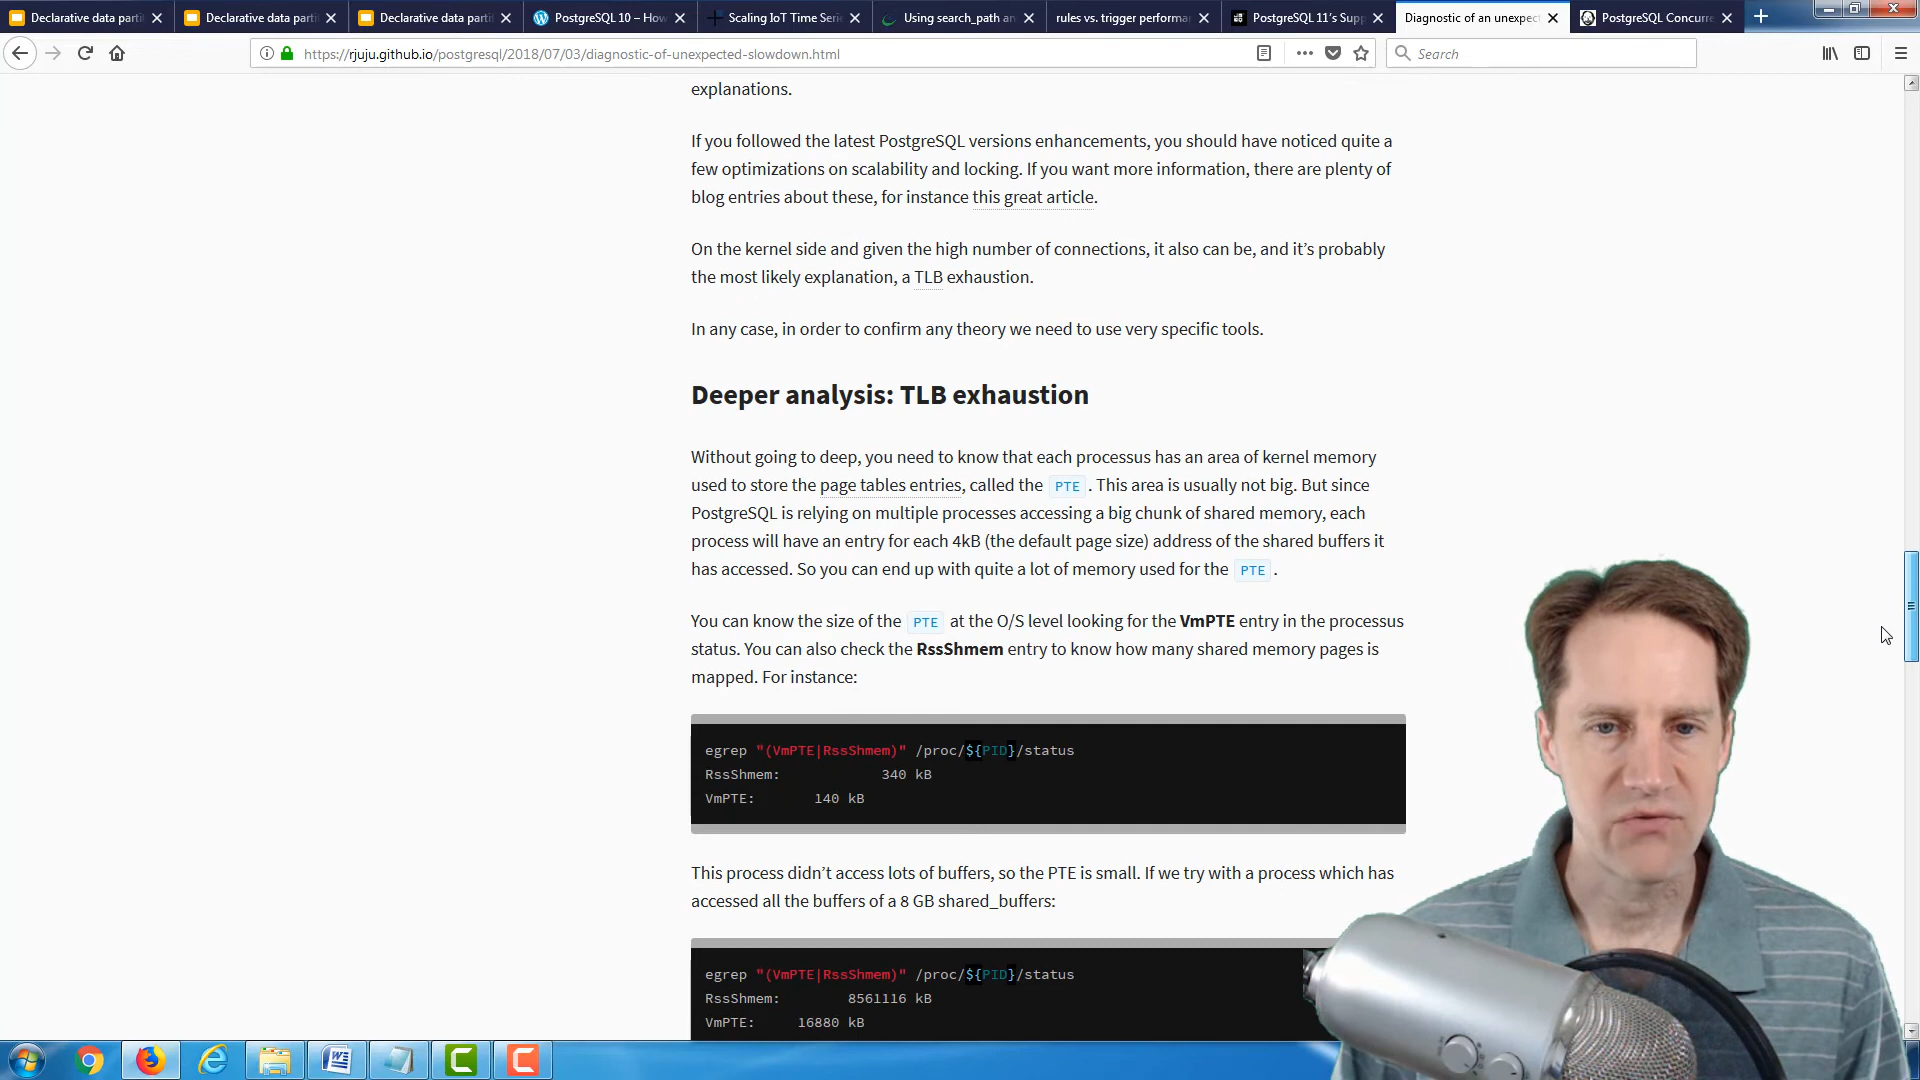 Declarative data parti
Declarative data parti
Declarative data parti
PostgreSQL 10 – How
Scaling IoT Time Seri
Using search_path an
rules vs. trigger performa
PostgreSQL 11's Supp
Diagnostic of an unexpec
PostgreSQL Concurre
https://rjuju.github.io/postgresql/2018/07/03/diagnostic-of-unexpected-slowdown.html
Search
explanations.
If you followed the latest PostgreSQL versions enhancements, you should have noticed quite a
few optimizations on scalability and locking. If you want more information, there are plenty of
blog entries about these, for instance this great article.
On the kernel side and given the high number of connections, it also can be, and it's probably
the most likely explanation, a TLB exhaustion.
In any case, in order to confirm any theory we need to use very specific tools.
Deeper analysis: TLB exhaustion
Without going to deep, you need to know that each processus has an area of kernel memory
used to store the page tables entries, called the PTE. This area is usually not big. But since
PostgreSQL is relying on multiple processes accessing a big chunk of shared memory, each
process will have an entry for each 4kB (the default page size) address of the shared buffers it
has accessed. So you can end up with quite a lot of memory used for the PTE.
You can know the size of the PTE at the O/S level looking for the VmPTE entry in the processus
status. You can also check the RssShmem entry to know how many shared memory pages is
mapped. For instance:
egrep "(VmPTE|RssShmem)" /proc/${PID}/status
RssShmem: 340 kB
VmPTE: 140 kB
This process didn't access lots of buffers, so the PTE is small. If we try with a process which has
accessed all the buffers of a 8 GB shared_buffers:
egrep "(VmPTE|RssShmem)" /proc/${PID}/status
RssShmem: 8561116 kB
VmPTE: 16880 kB